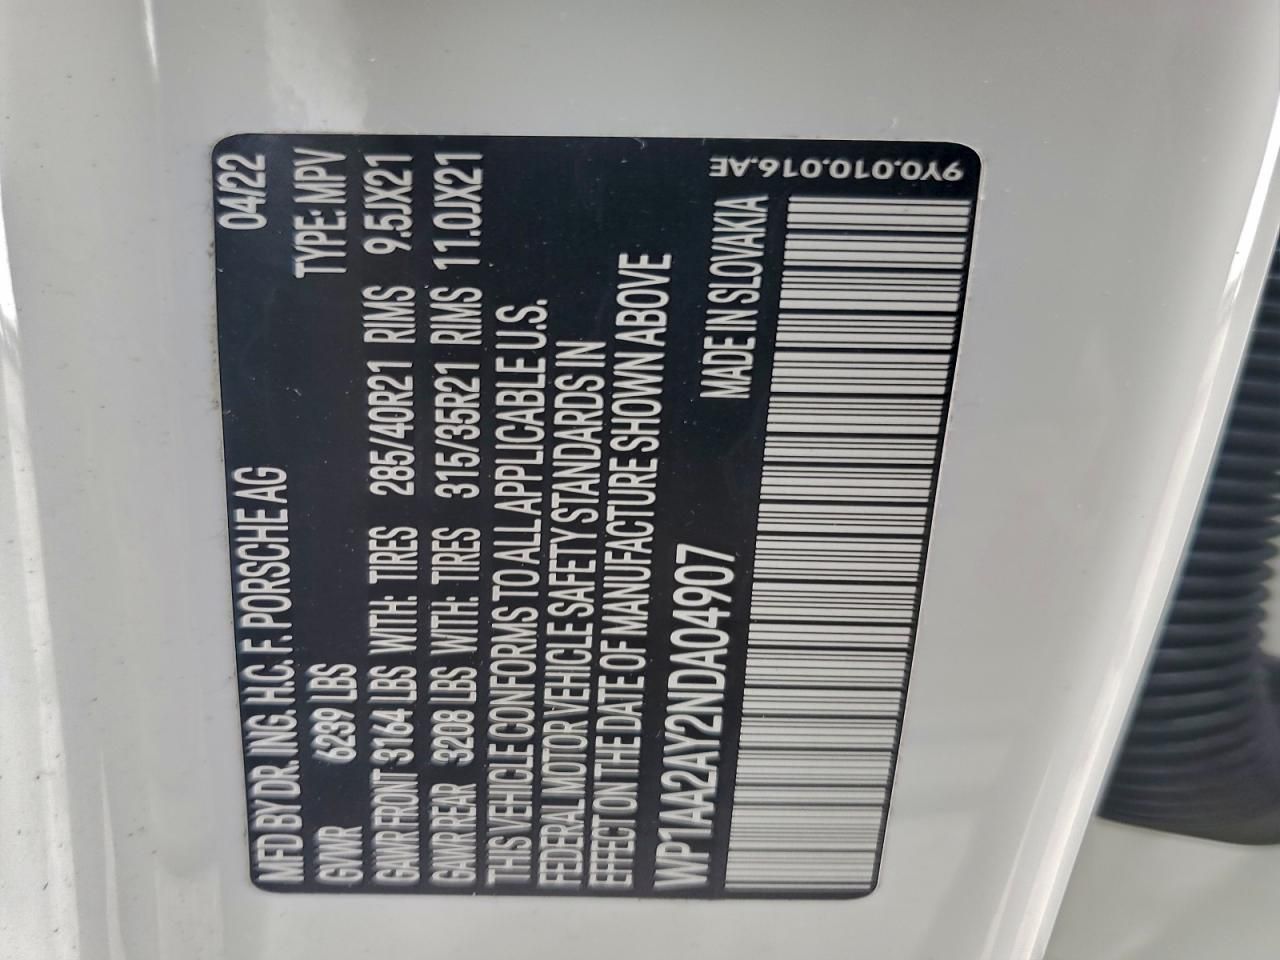 MFD BY DR. ING. H.C. F. PORSCHE AG 04/22
GVWR 6239 LBS TYPE: MPV
GAWR FRONT 3164 LBS WITH: TIRES 285/40R21 RIMS 9.5JX21
GAWR REAR 3208 LBS WITH: TIRES 315/35R21 RIMS 11.0JX21
THIS VEHICLE CONFORMS TO ALL APPLICABLE U.S.
FEDERAL MOTOR VEHICLE SAFETY STANDARDS IN
EFFECT ON THE DATE OF MANUFACTURE SHOWN ABOVE
WP1AA2AY2NDA04907
MADE IN SLOVAKIA
9Y0.010.016.AE